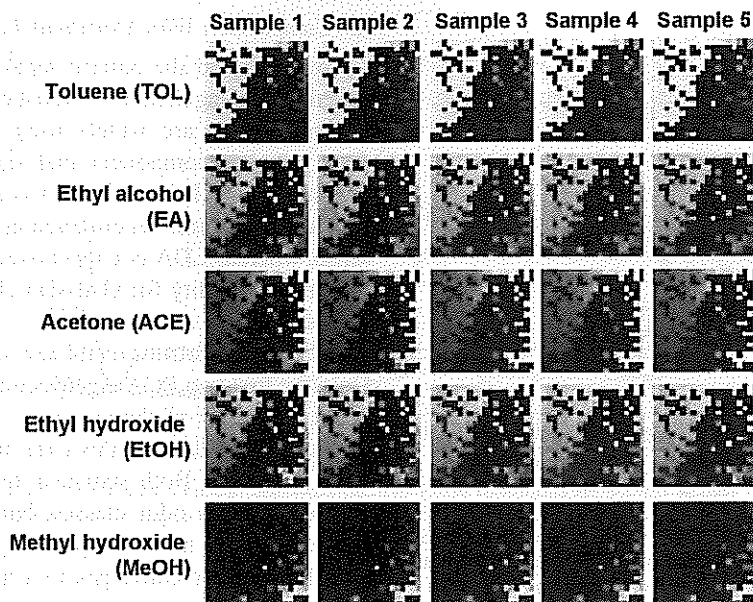 Sample 1 Sample 2 Sample 3 Sample 4 Sample 5
Toluene (TOL)
Ethyl alcohol
(EA)
Acetone (ACE)
Ethyl hydroxide
(EtOH)
Methyl hydroxide
(MeOH)